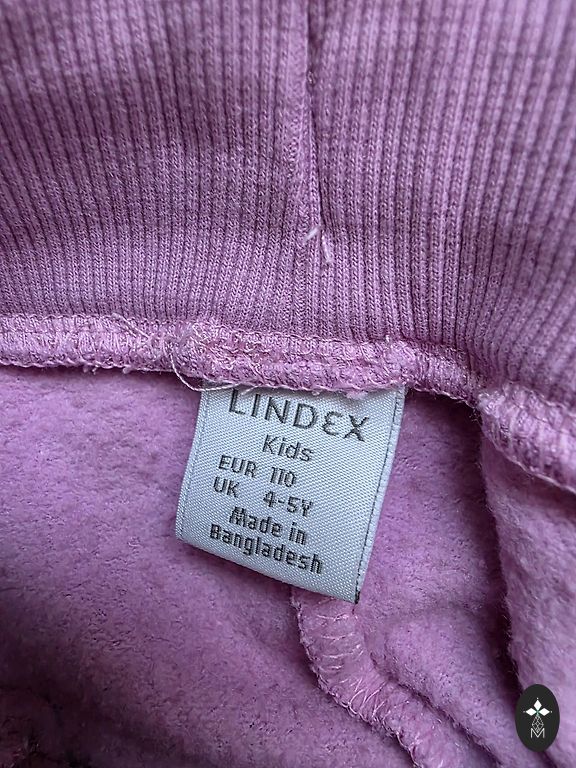 LINDEX
Kids
EUR 110
UK 4-5Y
Made in
Bangladesh